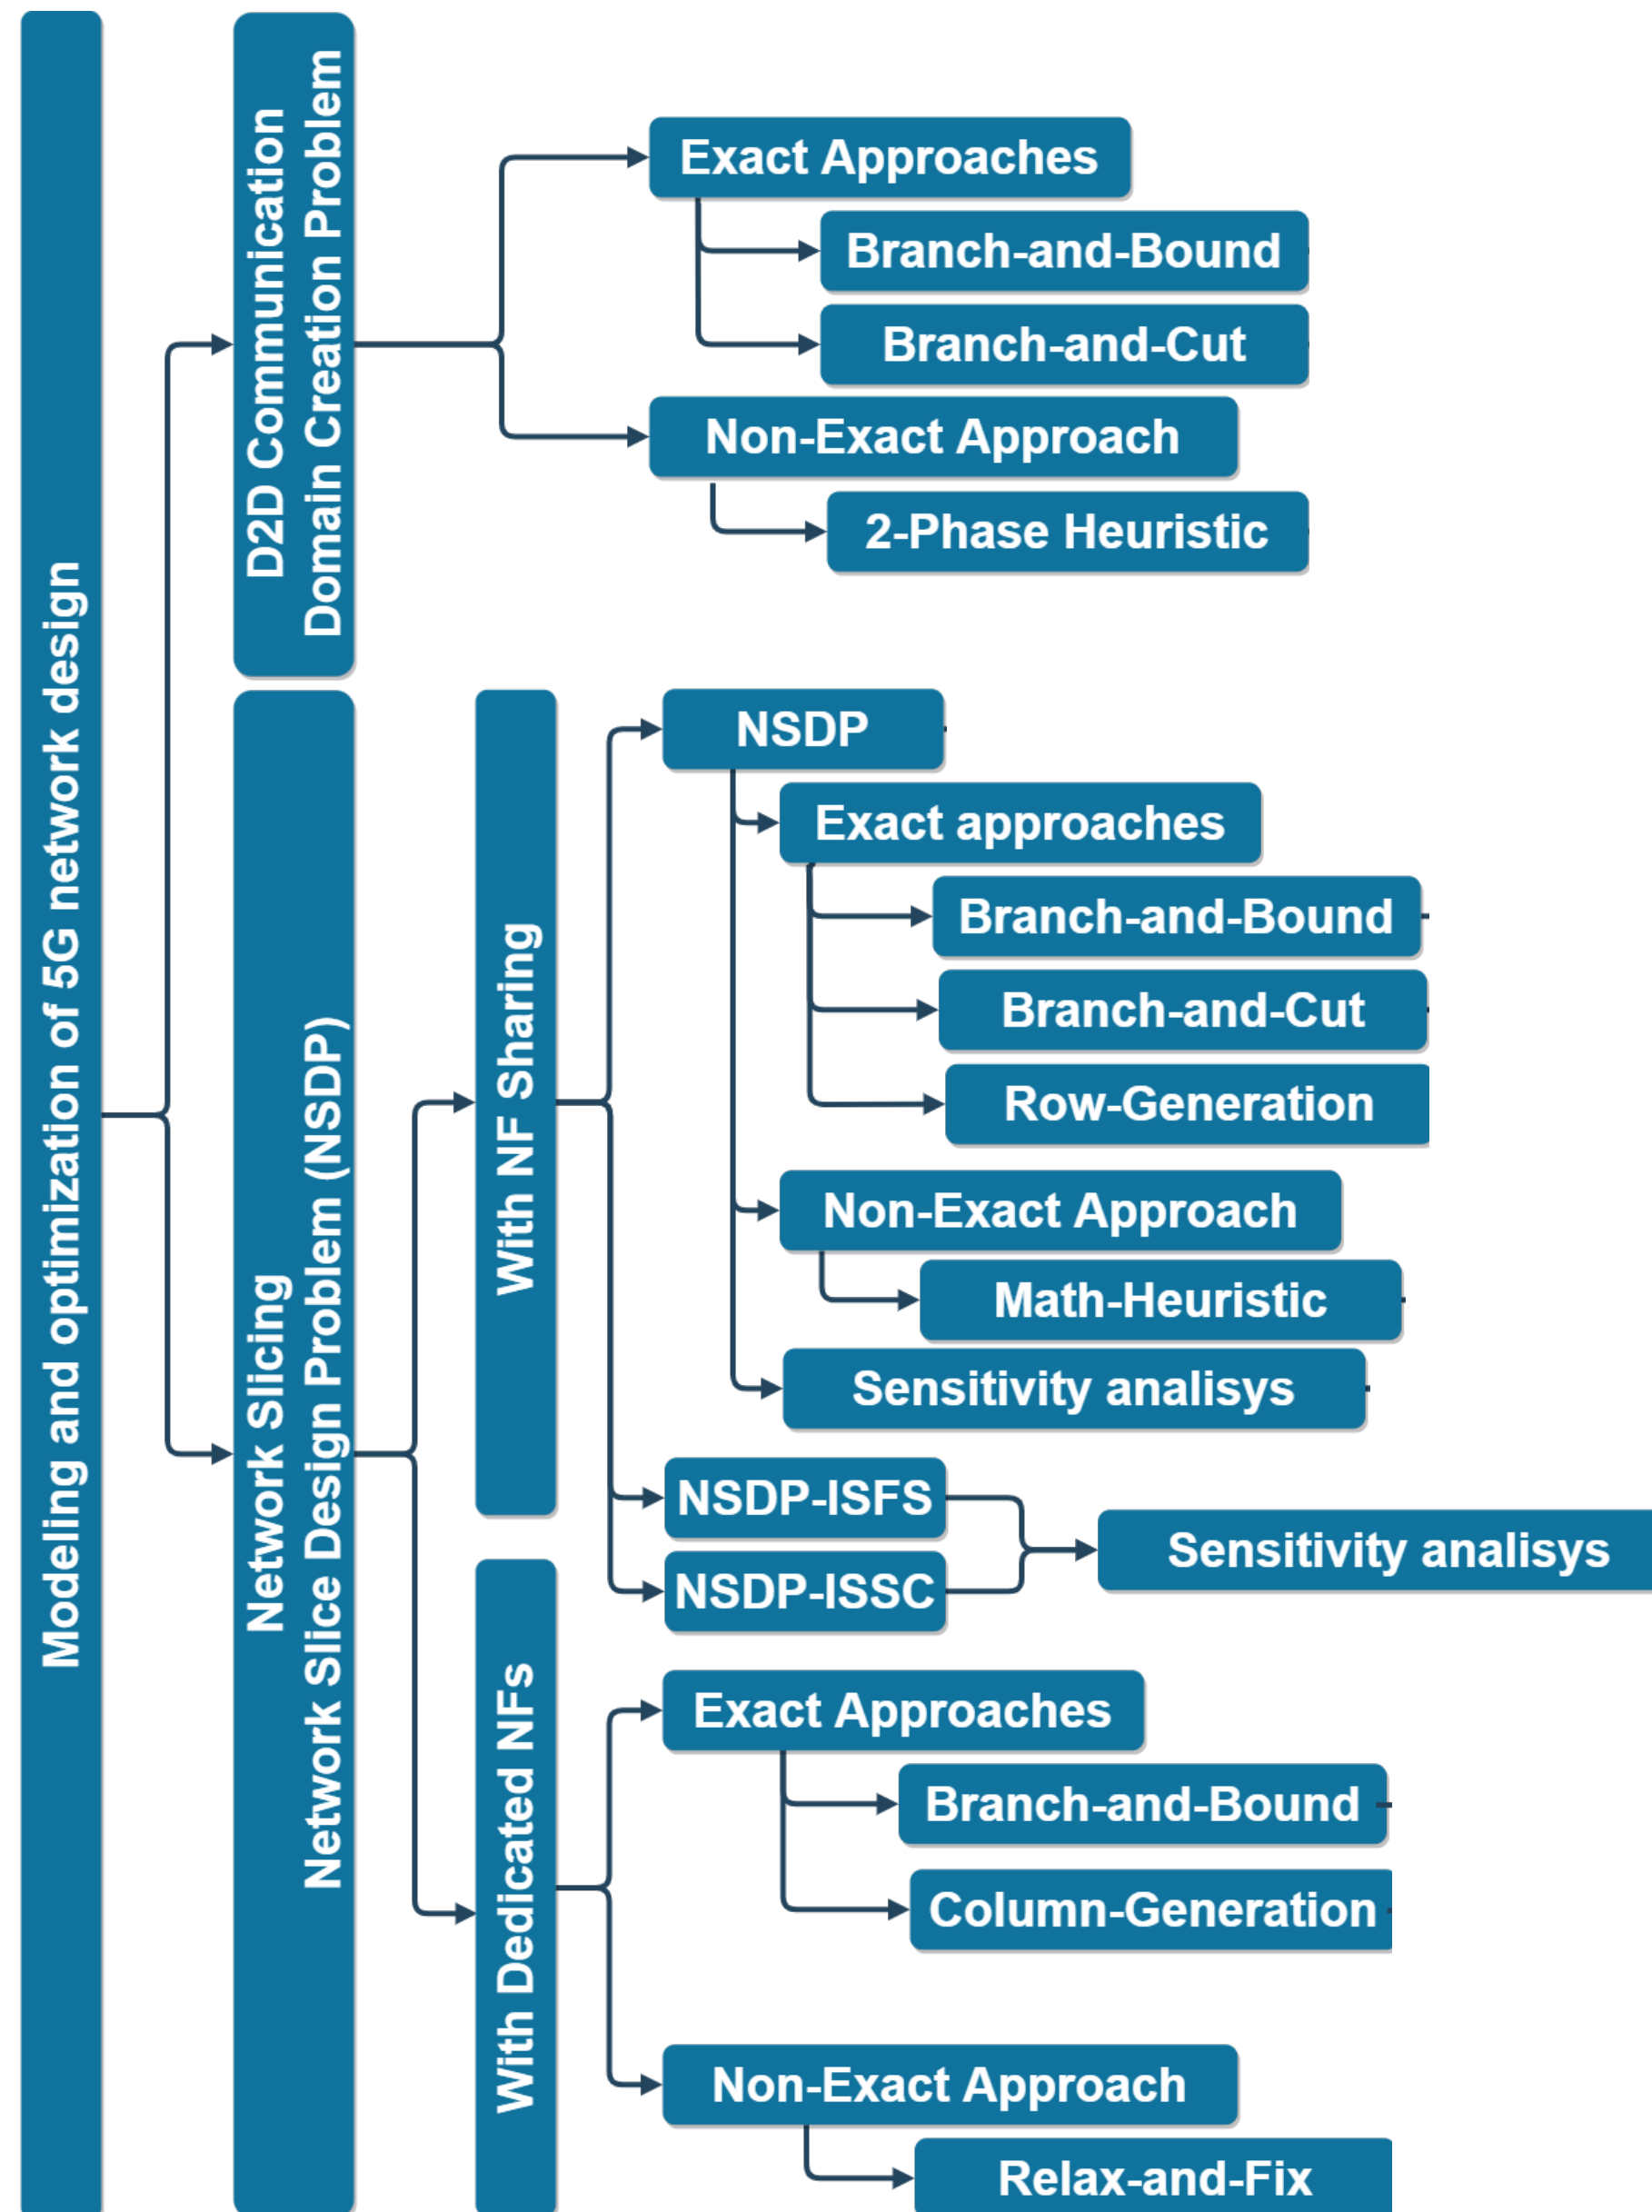 Modeling and optimization of 5G network design
D2D Communication
Domain Creation Problem
Exact Approaches
Branch-and-Bound
Branch-and-Cut
Non-Exact Approach
2-Phase Heuristic
Network Slicing
Network Slice Design Problem (NSDP)
With NF Sharing
NSDP
Exact approaches
Branch-and-Bound
Branch-and-Cut
Row-Generation
Non-Exact Approach
Math-Heuristic
Sensitivity analisys
NSDP-ISFS
NSDP-ISSC
Sensitivity analisys
With Dedicated NFs
Exact Approaches
Branch-and-Bound
Column-Generation
Non-Exact Approach
Relax-and-Fix